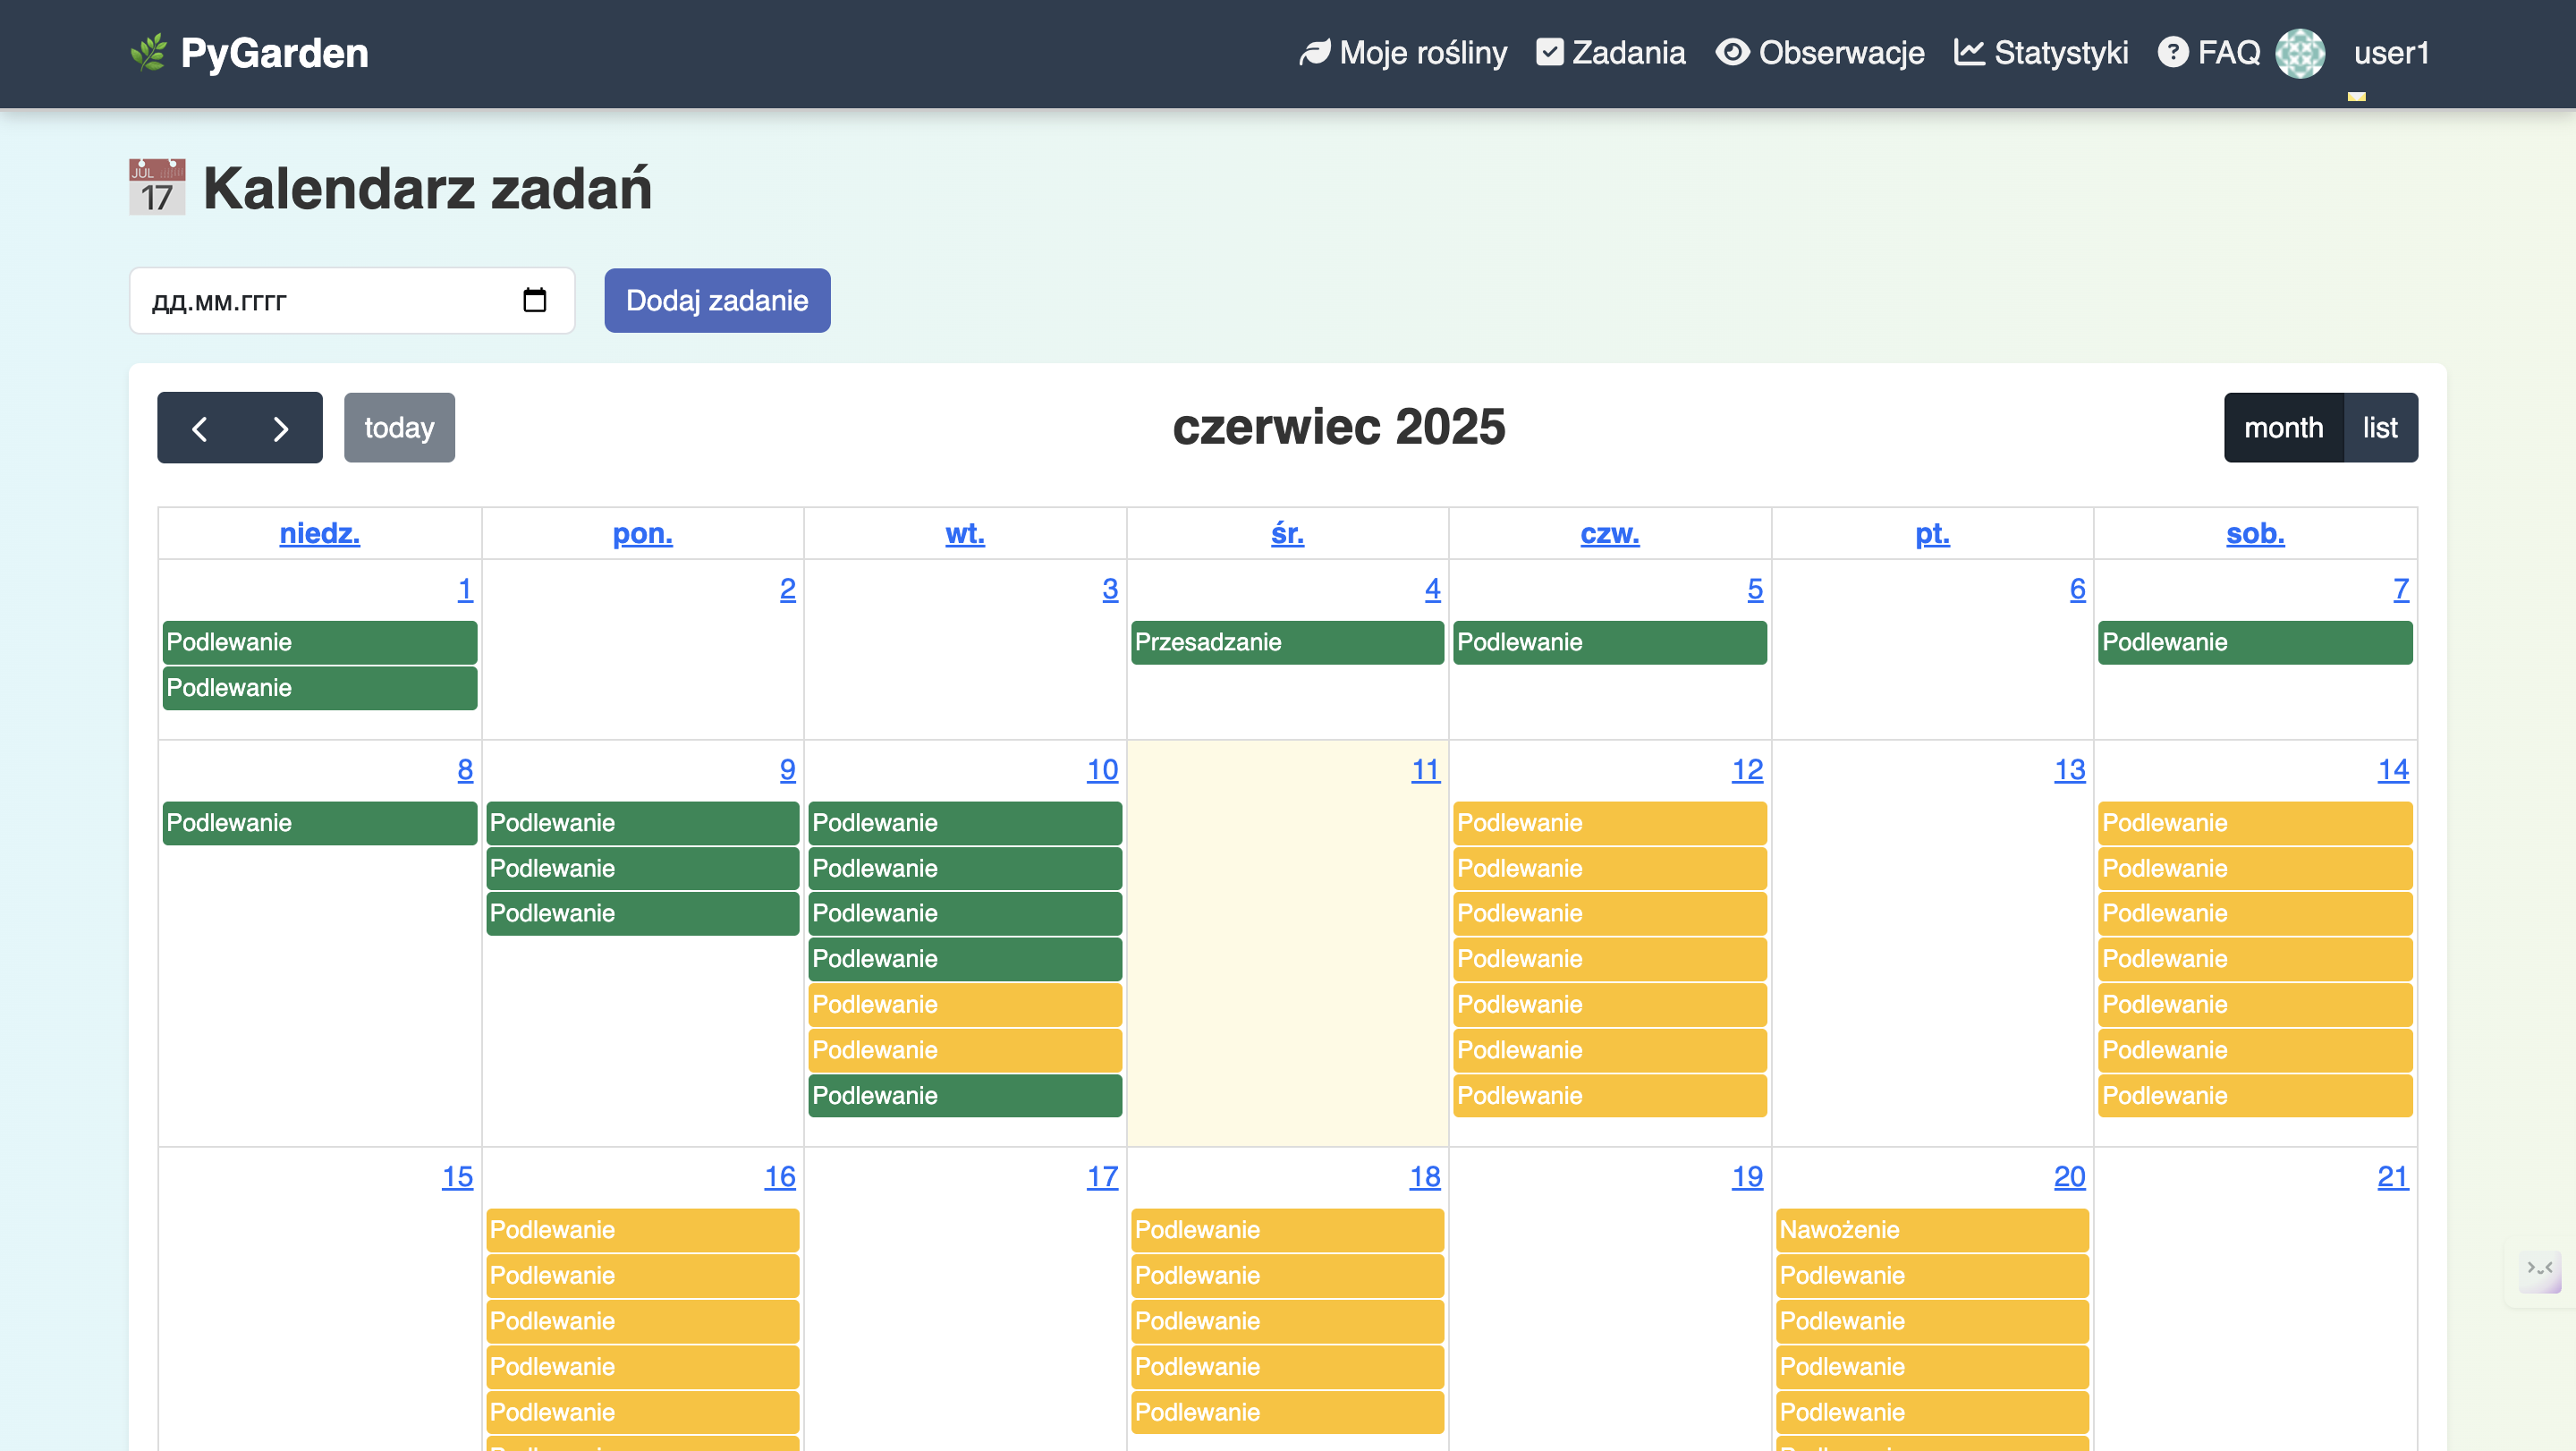 PyGarden
Moje rośliny Zadania Obserwacje Statystyki FAQ user1
JUL 17 Kalendarz zadań
дд.мм.гггг Dodaj zadanie
today czerwiec 2025 month list
niedz. pon. wt. śr. czw. pt. sob.
1 2 3 4 5 6 7
Podlewanie Przesadzanie Podlewanie Podlewanie
Podlewanie
8 9 10 11 12 13 14
Podlewanie Podlewanie Podlewanie Podlewanie Podlewanie
Podlewanie Podlewanie Podlewanie Podlewanie
Podlewanie Podlewanie Podlewanie Podlewanie
Podlewanie Podlewanie Podlewanie
Podlewanie Podlewanie Podlewanie
Podlewanie Podlewanie Podlewanie
Podlewanie Podlewanie Podlewanie
15 16 17 18 19 20 21
Podlewanie Podlewanie Nawożenie
Podlewanie Podlewanie Podlewanie
Podlewanie Podlewanie Podlewanie
Podlewanie Podlewanie Podlewanie
Podlewanie Podlewanie Podlewanie